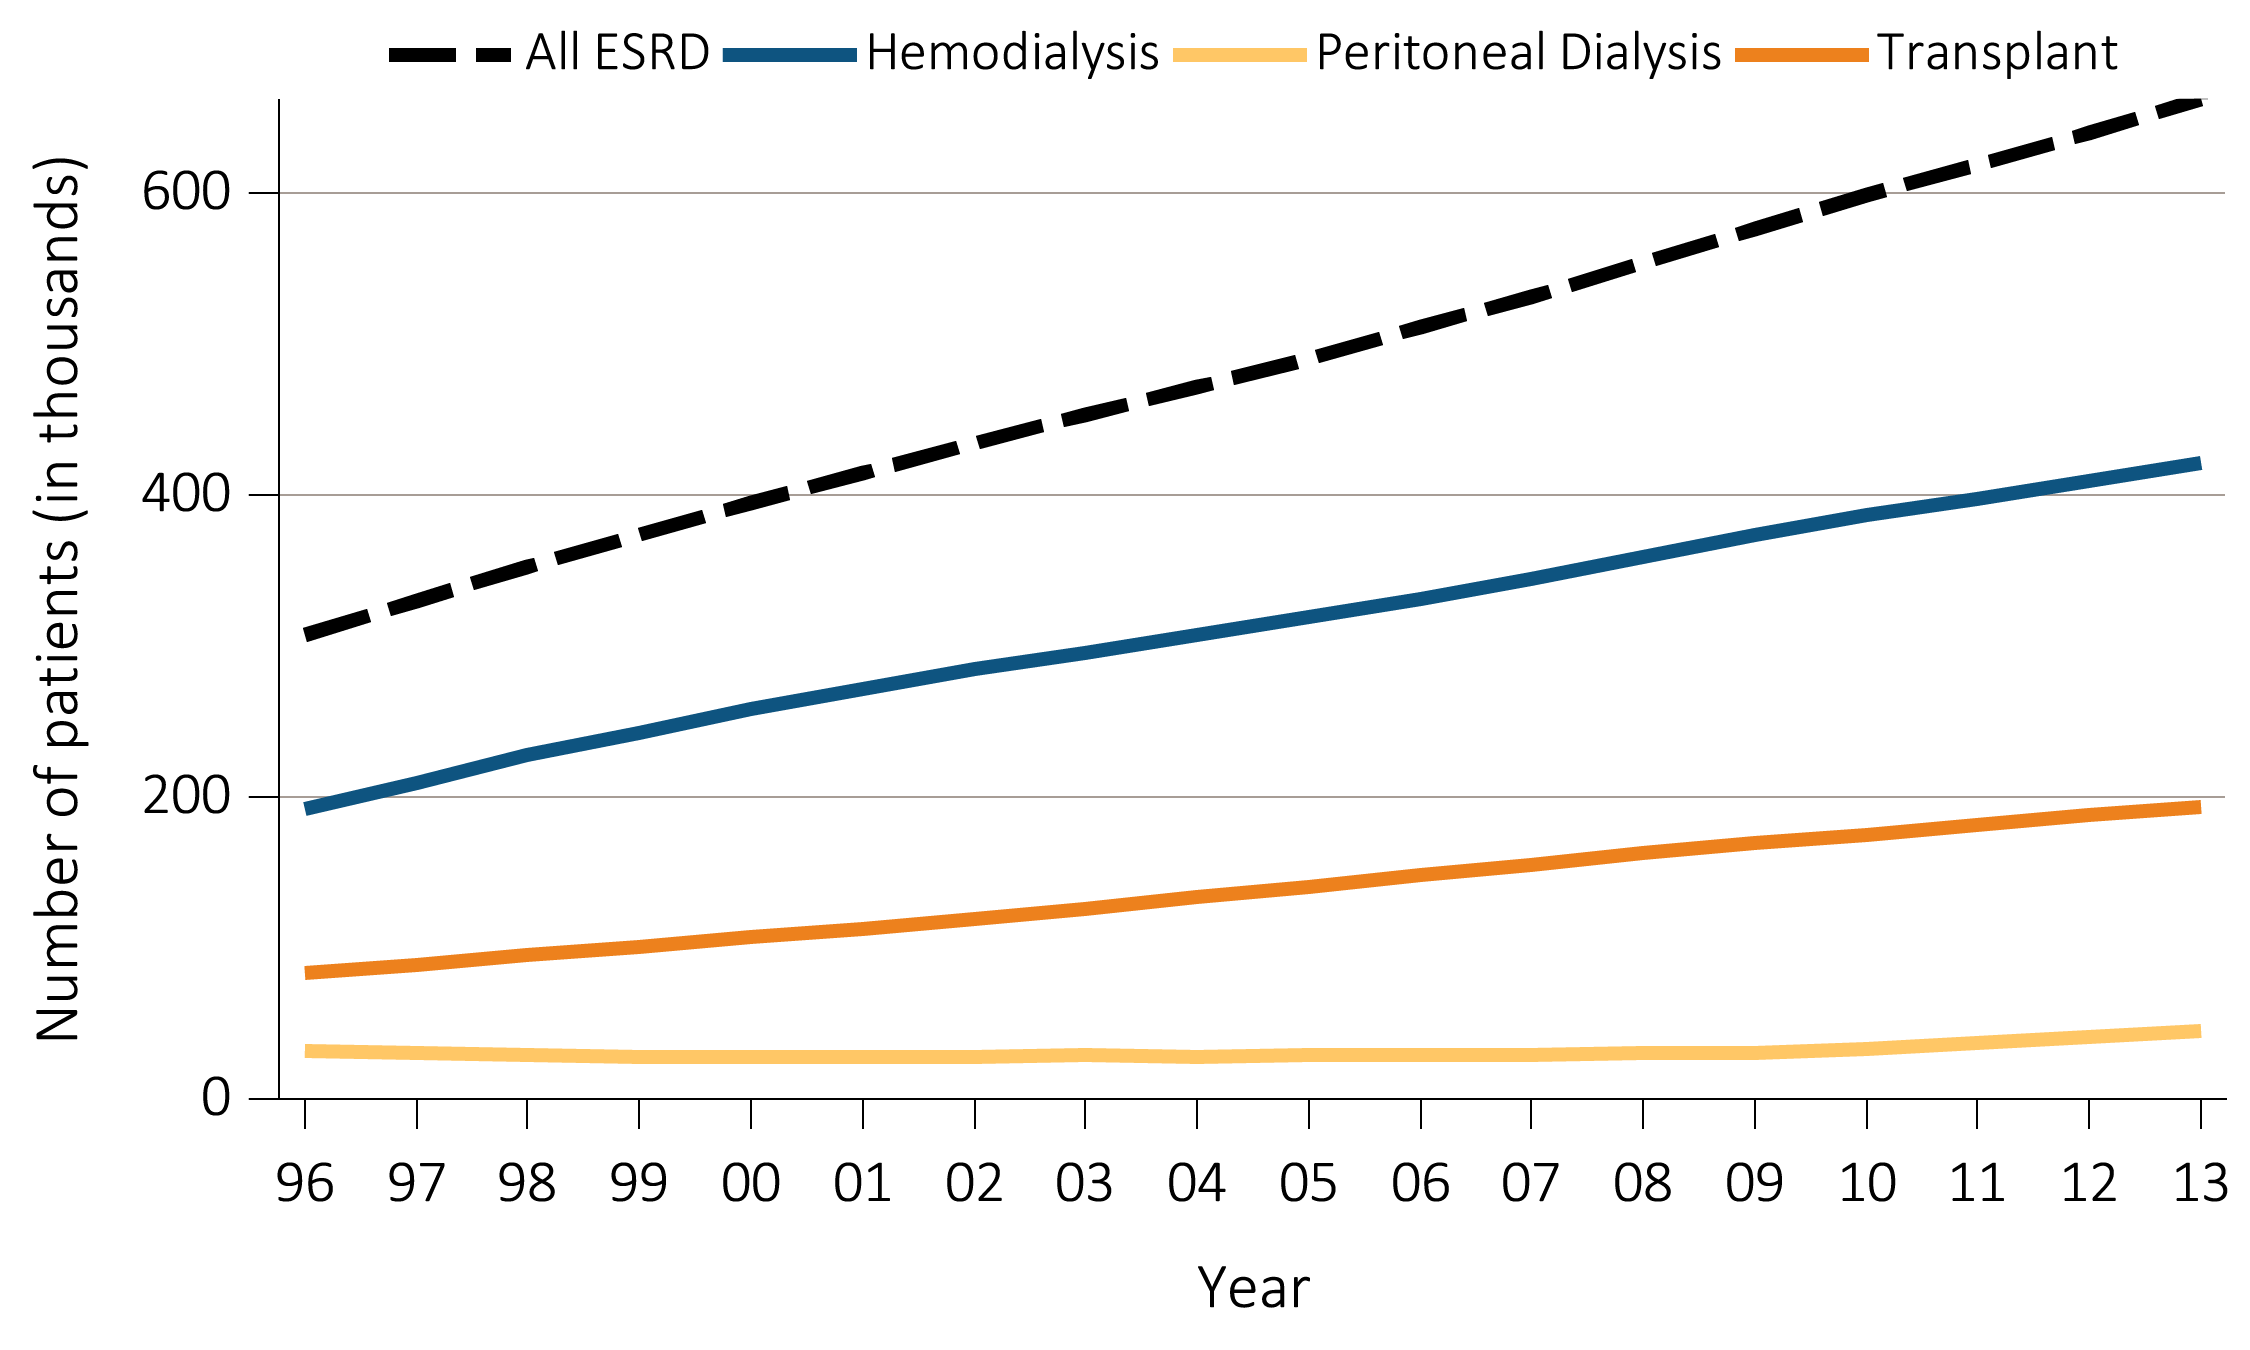 All ESRD Hemodialysis Peritoneal Dialysis Transplant
Number of patients (in thousands)
600
400
200
0
96 97 98 99 00 01 02 03 04 05 06 07 08 09 10 11 12 13
Year